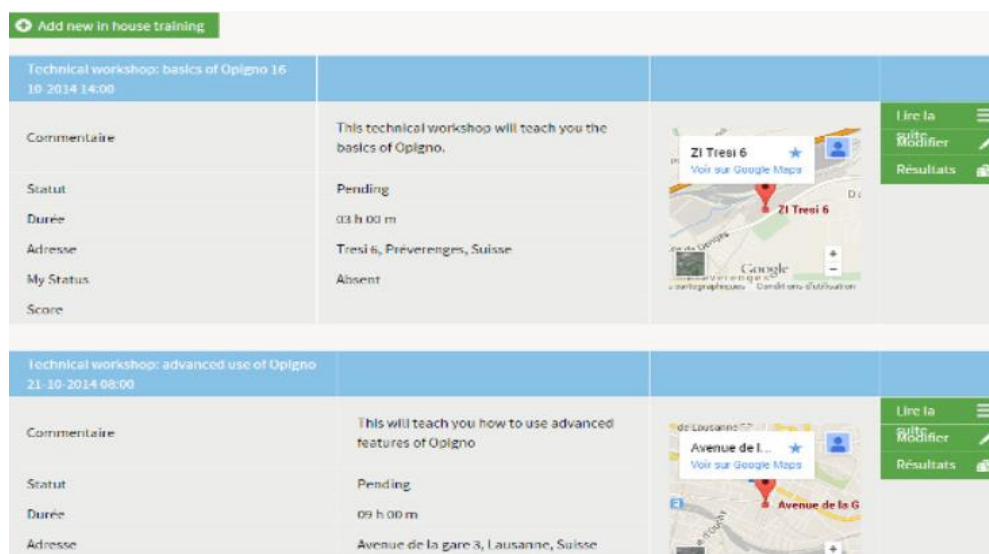 Add new in house training
Technical workshop: basics of Opigno 16
10-2014 14:00
Commentaire
This technical workshop will teach you the
basics of Opigno.
Statut
Pending
Durée
03 h 00 m
Adresse
Tresi 6, Préverenges, Suisse
My Status
Absent
Score
ZI Tresi 6
Voir sur Google Maps
ZI Tresi 6
Google
Conditions d'utilisation
Lire la
suite
Modifier
Résultats
Technical workshop: advanced use of Opigno
21-10-2014 08:00
Commentaire
This will teach you how to use advanced
features of Opigno
Statut
Pending
Durée
09 h 00 m
Adresse
Avenue de la gare 3, Lausanne, Suisse
Avenue de l...
Voir sur Google Maps
Avenue de la G
Lire la
suite
Modifier
Résultats